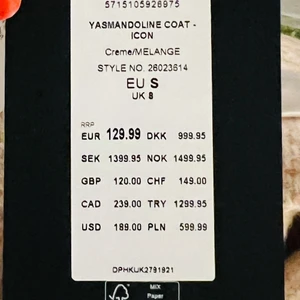 5715105926975
YASMANDOLINE COAT -
ICON
Creme/MELANGE
STYLE NO. 26023614
EU S
UK 8
RRP
EUR 129.99 DKK 999.95
SEK 1399.95 NOK 1499.95
GBP 120.00 CHF 149.00
CAD 239.00 TRY 1299.95
USD 189.00 PLN 599.99
DPHKUK2791921
FSC
MIX
Paper